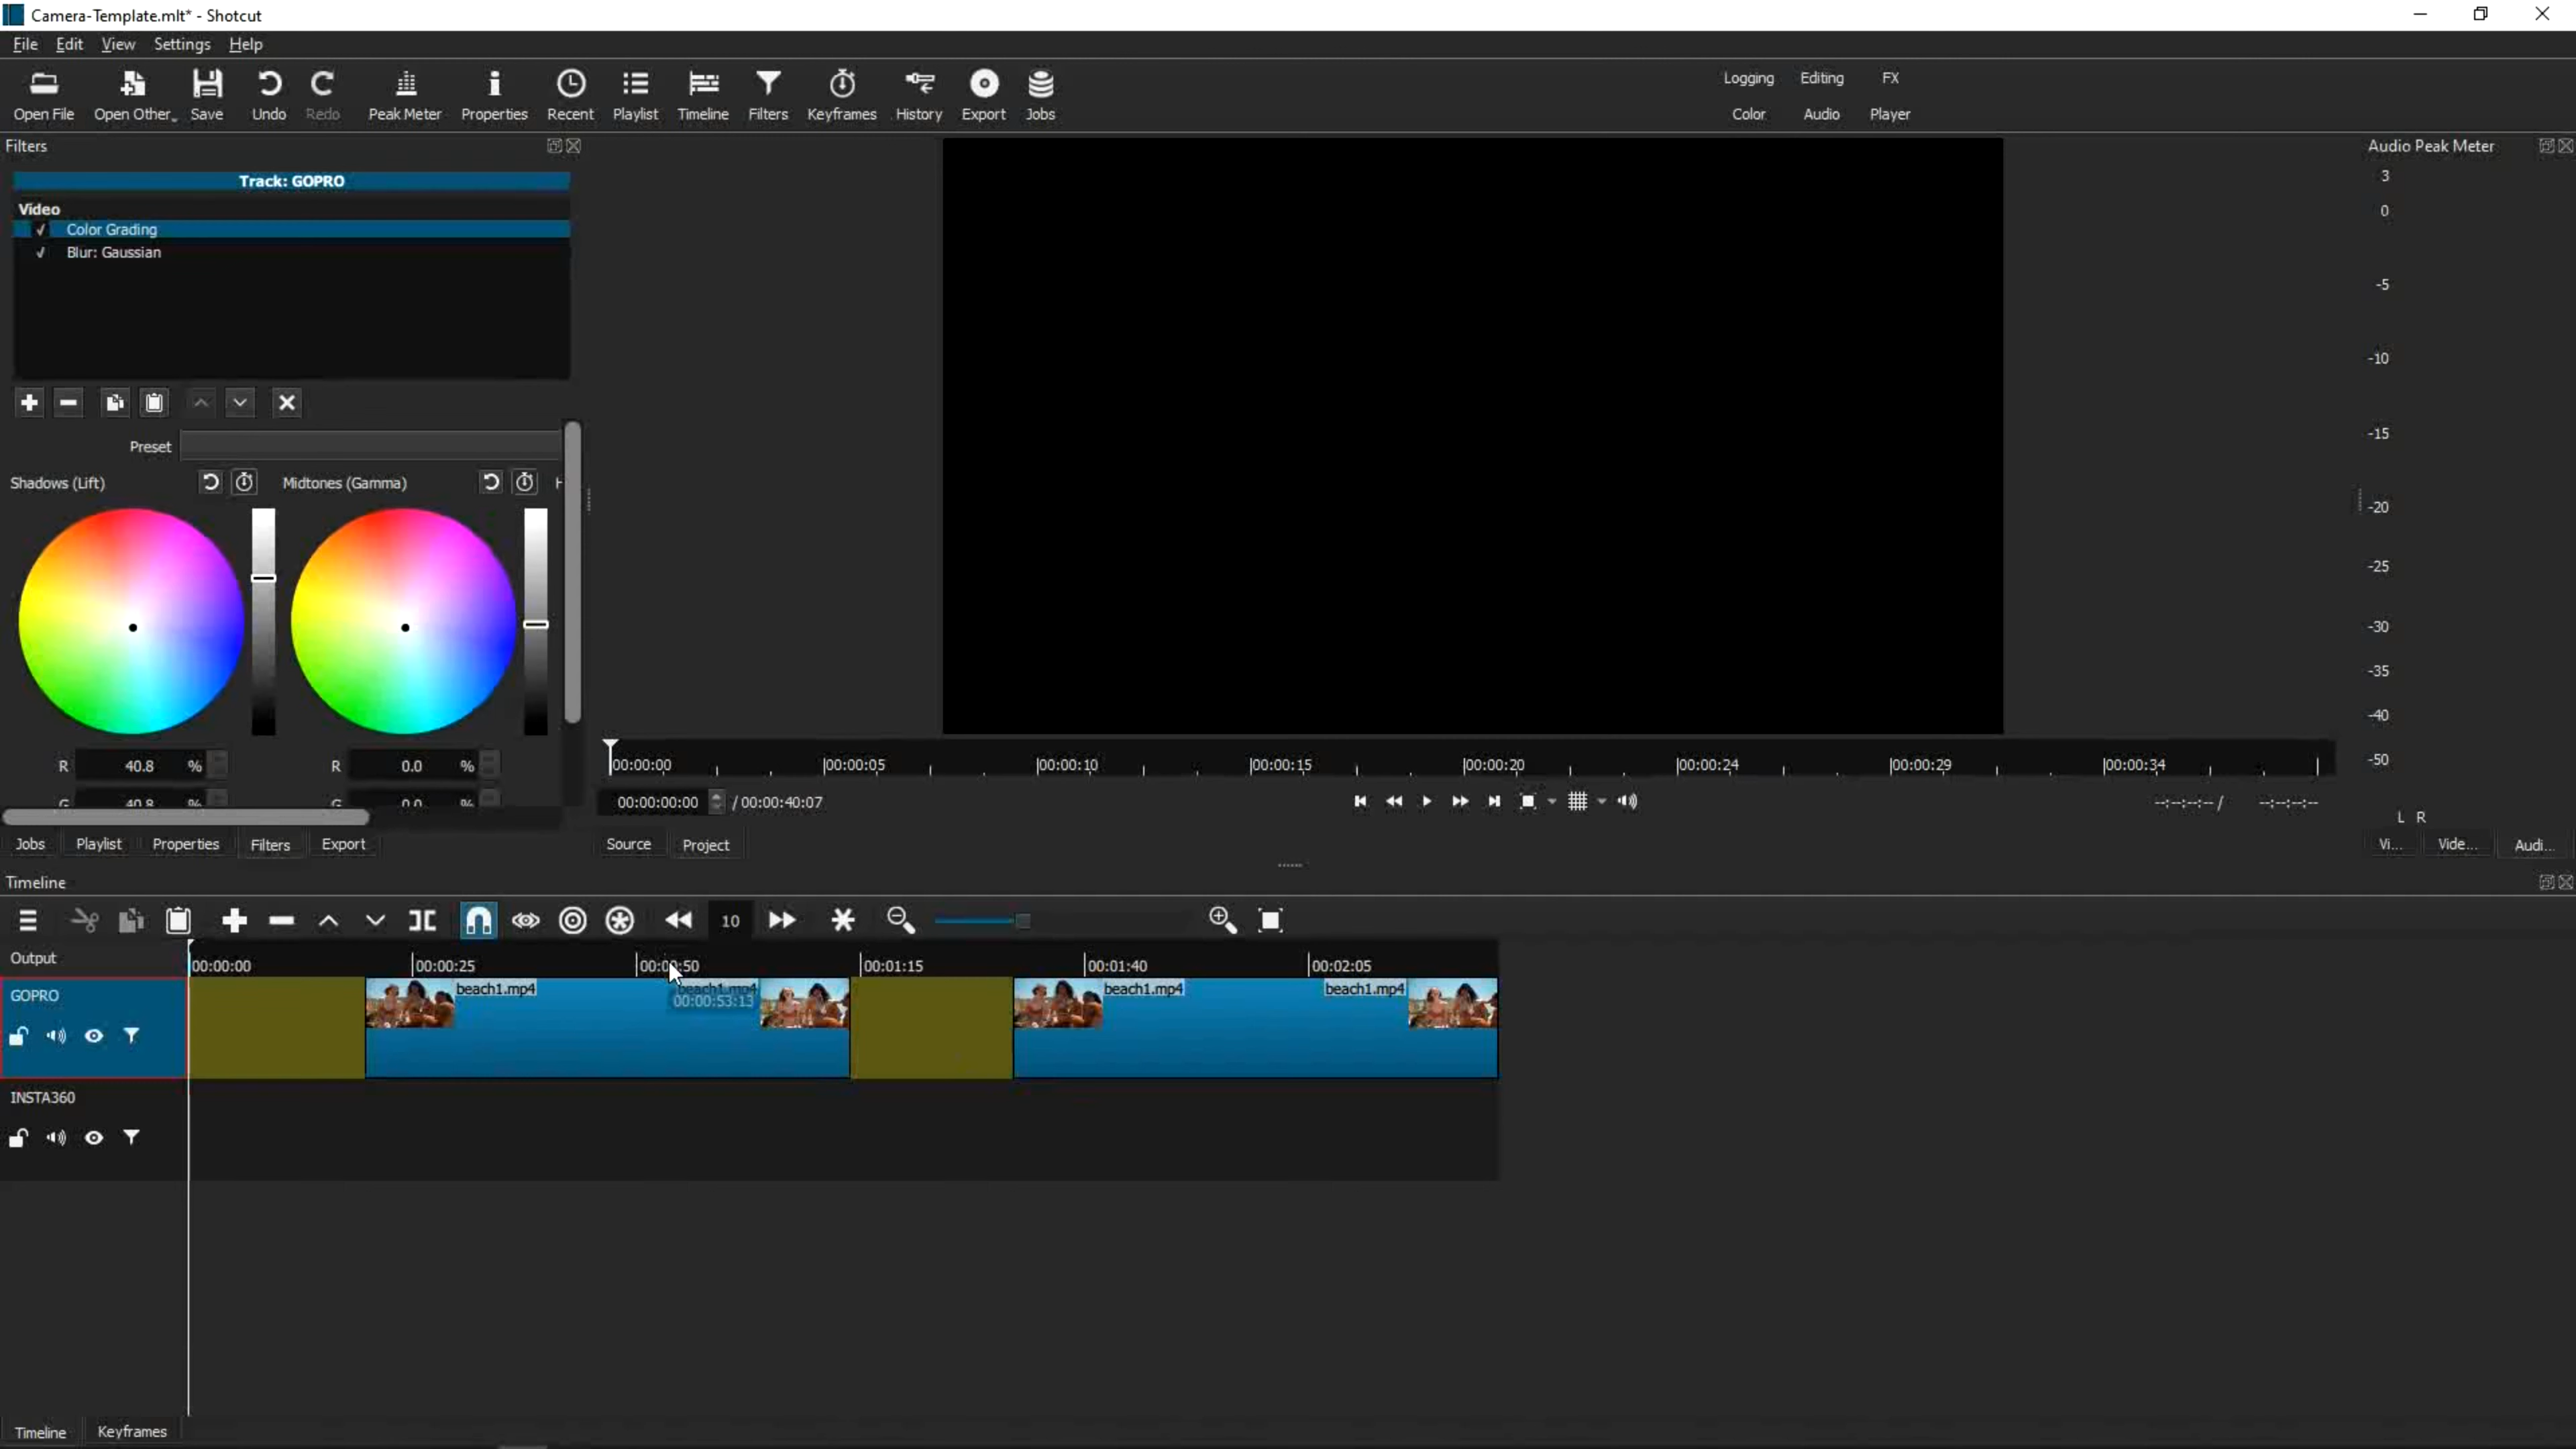 Camera-Template.mlt* - Shotcut
File Edit View Settings Help
Open File Open Other... Save Undo Redo Peak Meter Properties Recent Playlist Timeline Filters Keyframes History Export Jobs
Logging Editing FX
Color Audio Player
Filters
Track: GOPRO
Video
Color Grading
Blur: Gaussian
Preset
Shadows (Lift) Midtones (Gamma) H
R 40.8 % R 0.0 %
G 40.8 % G 0.0 %
Jobs Playlist Properties Filters Export
00:00:00 00:00:05 00:00:10 00:00:15 00:00:20 00:00:24 00:00:29 00:00:34
00:00:00:00 / 00:00:40:07 --:--:--:-- / --:--:--:--
Source Project
Audio Peak Meter
3
0
-5
-10
-15
-20
-25
-30
-35
-40
-50
L R
Vi... Vide... Audi...
Timeline
10
Output 00:00:00 00:00:25 00:00:50 00:01:15 00:01:40 00:02:05
GOPRO beach1.mp4 beach1.mp4 beach1.mp4 beach1.mp4
00:00:53:13
INSTA360
Timeline Keyframes